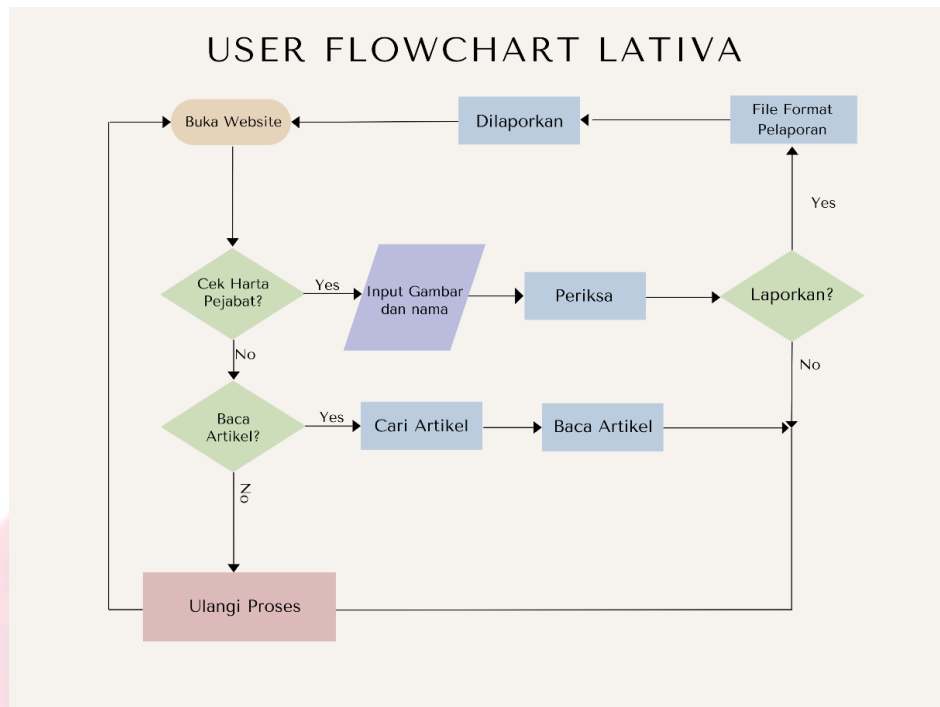 USER FLOWCHART LATIVA
Buka Website
Dilaporkan
File Format
Pelaporan
Yes
Cek Harta
Pejabat?
Yes
Input Gambar
dan nama
Periksa
Laporkan?
No
No
Baca
Artikel?
Yes
Cari Artikel
Baca Artikel
No
Ulangi Proses